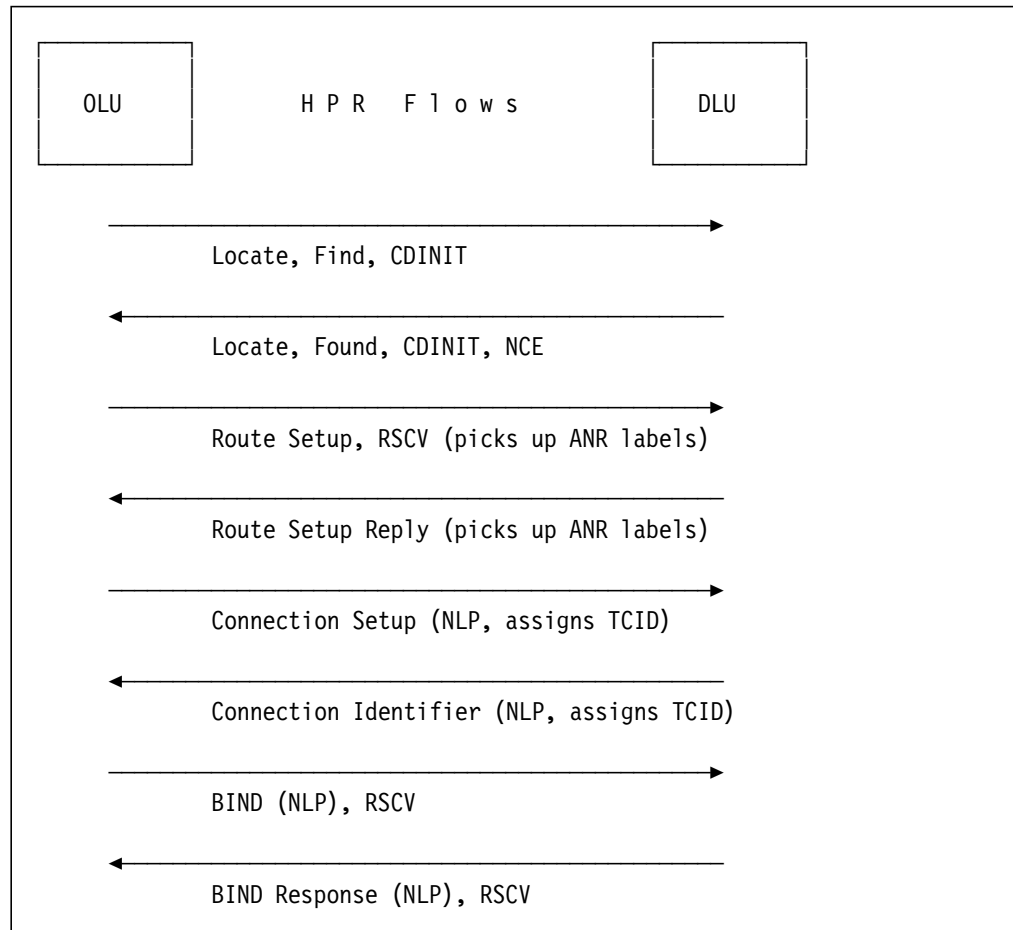 OLU H P R F l o w s DLU
Locate, Find, CDINIT
Locate, Found, CDINIT, NCE
Route Setup, RSCV (picks up ANR labels)
Route Setup Reply (picks up ANR labels)
Connection Setup (NLP, assigns TCID)
Connection Identifier (NLP, assigns TCID)
BIND (NLP), RSCV
BIND Response (NLP), RSCV